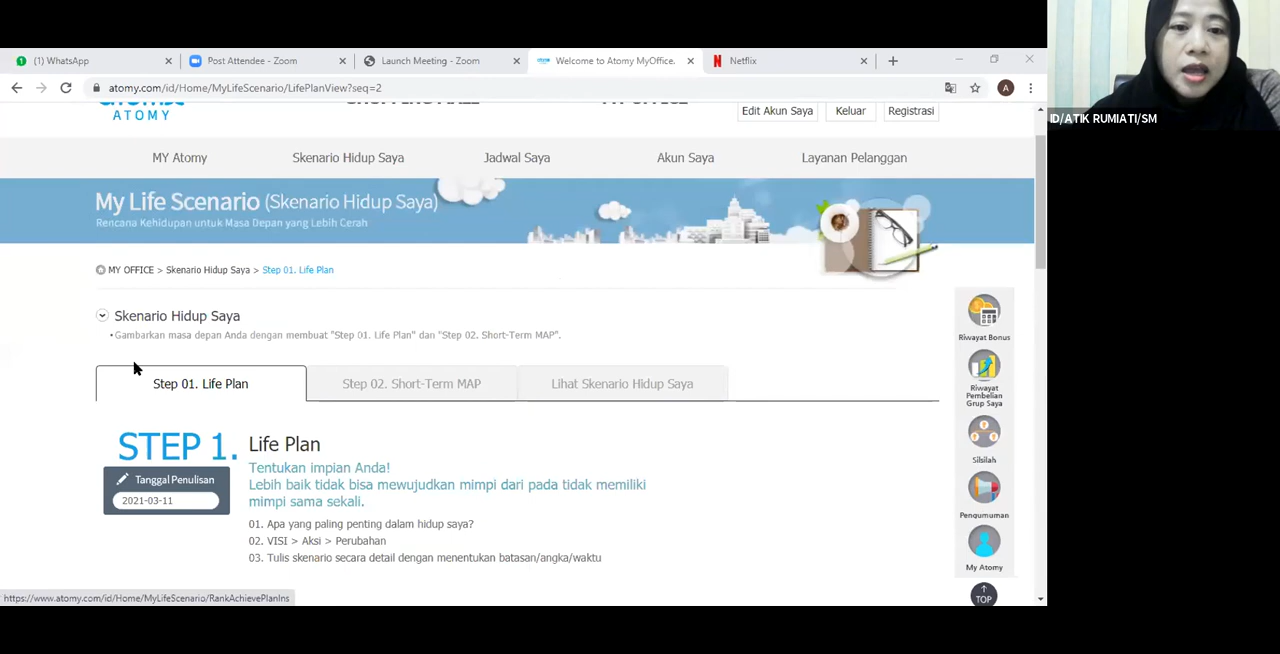 (1) WhatsApp
Post Attendee - Zoom
Launch Meeting - Zoom
Welcome to Atomy MyOffice.
Netflix
atomy.com/id/Home/MyLifeScenario/LifePlanView?seq=2
A
ATOMY
Edit Akun Saya
Keluar
Registrasi
ID/ATIK RUMIATI/SM
MY Atomy
Skenario Hidup Saya
Jadwal Saya
Akun Saya
Layanan Pelanggan
My Life Scenario (Skenario Hidup Saya)
Rencana Kehidupan untuk Masa Depan yang Lebih Cerah
MY OFFICE > Skenario Hidup Saya > Step 01. Life Plan
Skenario Hidup Saya
•Gambarkan masa depan Anda dengan membuat "Step 01. Life Plan" dan "Step 02. Short-Term MAP".
Step 01. Life Plan
Step 02. Short-Term MAP
Lihat Skenario Hidup Saya
STEP 1.
Life Plan
Tanggal Penulisan
2021-03-11
Tentukan impian Anda!
Lebih baik tidak bisa mewujudkan mimpi dari pada tidak memiliki
mimpi sama sekali.
01. Apa yang paling penting dalam hidup saya?
02. VISI > Aksi > Perubahan
03. Tulis skenario secara detail dengan menentukan batasan/angka/waktu
Riwayat Bonus
Riwayat
Pembelian
Grup Saya
Silsilah
Pengumuman
My Atomy
TOP
https://www.atomy.com/id/Home/MyLifeScenario/RankAchievePlanIns